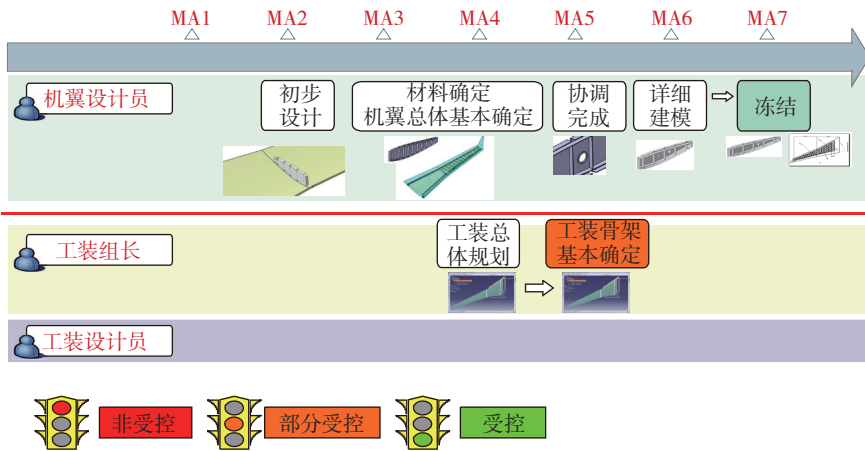 MA1 MA2 MA3 MA4 MA5 MA6 MA7
机翼设计员
初步
设计
材料确定
机翼总体基本确定
协调
完成
详细
建模
冻结
工装组长
工装总
体规划
工装骨架
基本确定
工装设计员
非受控
部分受控
受控